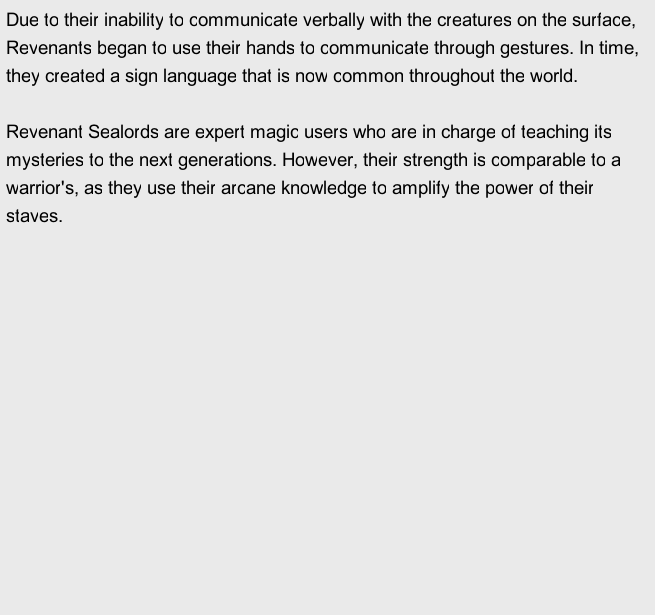 Due to their inability to communicate verbally with the creatures on the surface,
Revenants began to use their hands to communicate through gestures. In time,
they created a sign language that is now common throughout the world.

Revenant Sealords are expert magic users who are in charge of teaching its
mysteries to the next generations. However, their strength is comparable to a
warrior's, as they use their arcane knowledge to amplify the power of their
staves.